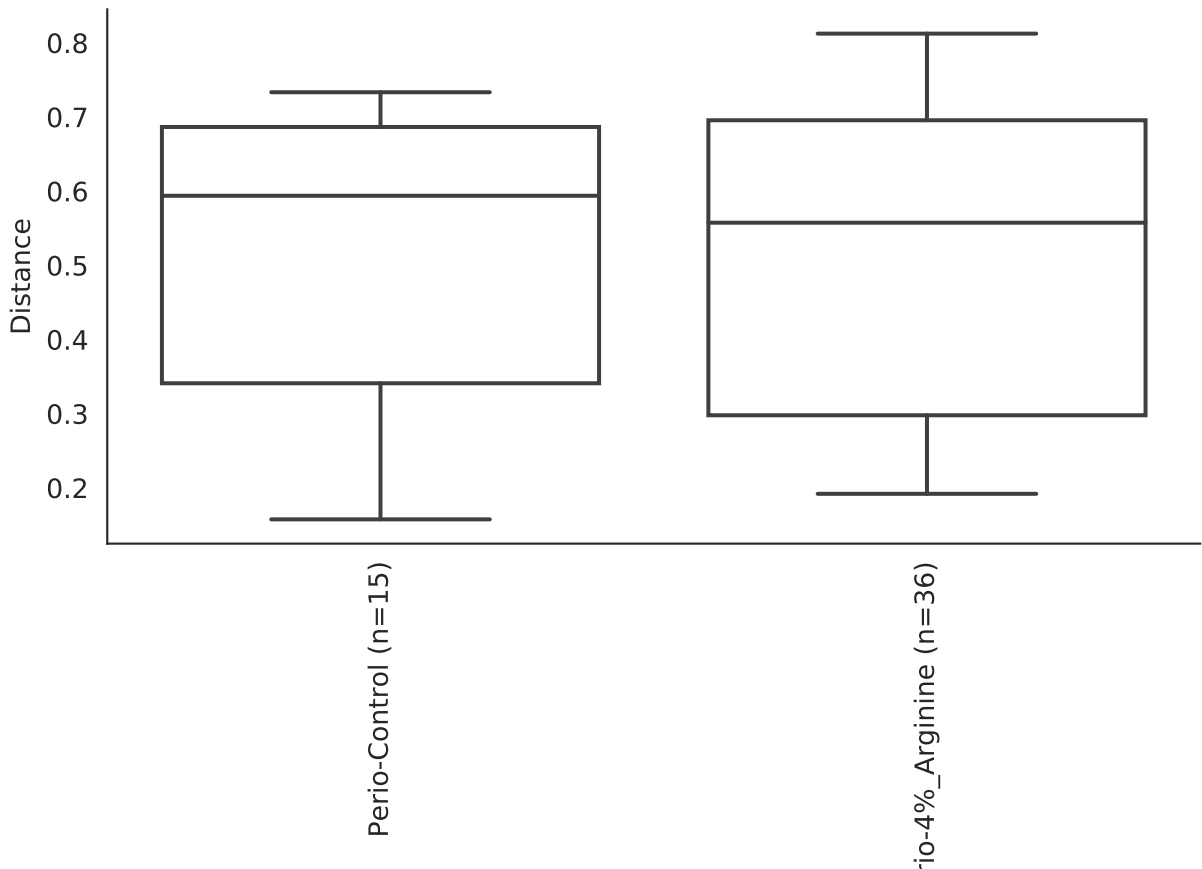 0.8
0.7
0.6
0.5
0.4
0.3
0.2
Distance
Perio-Control (n=15)
rio-4%_Arginine (n=36)